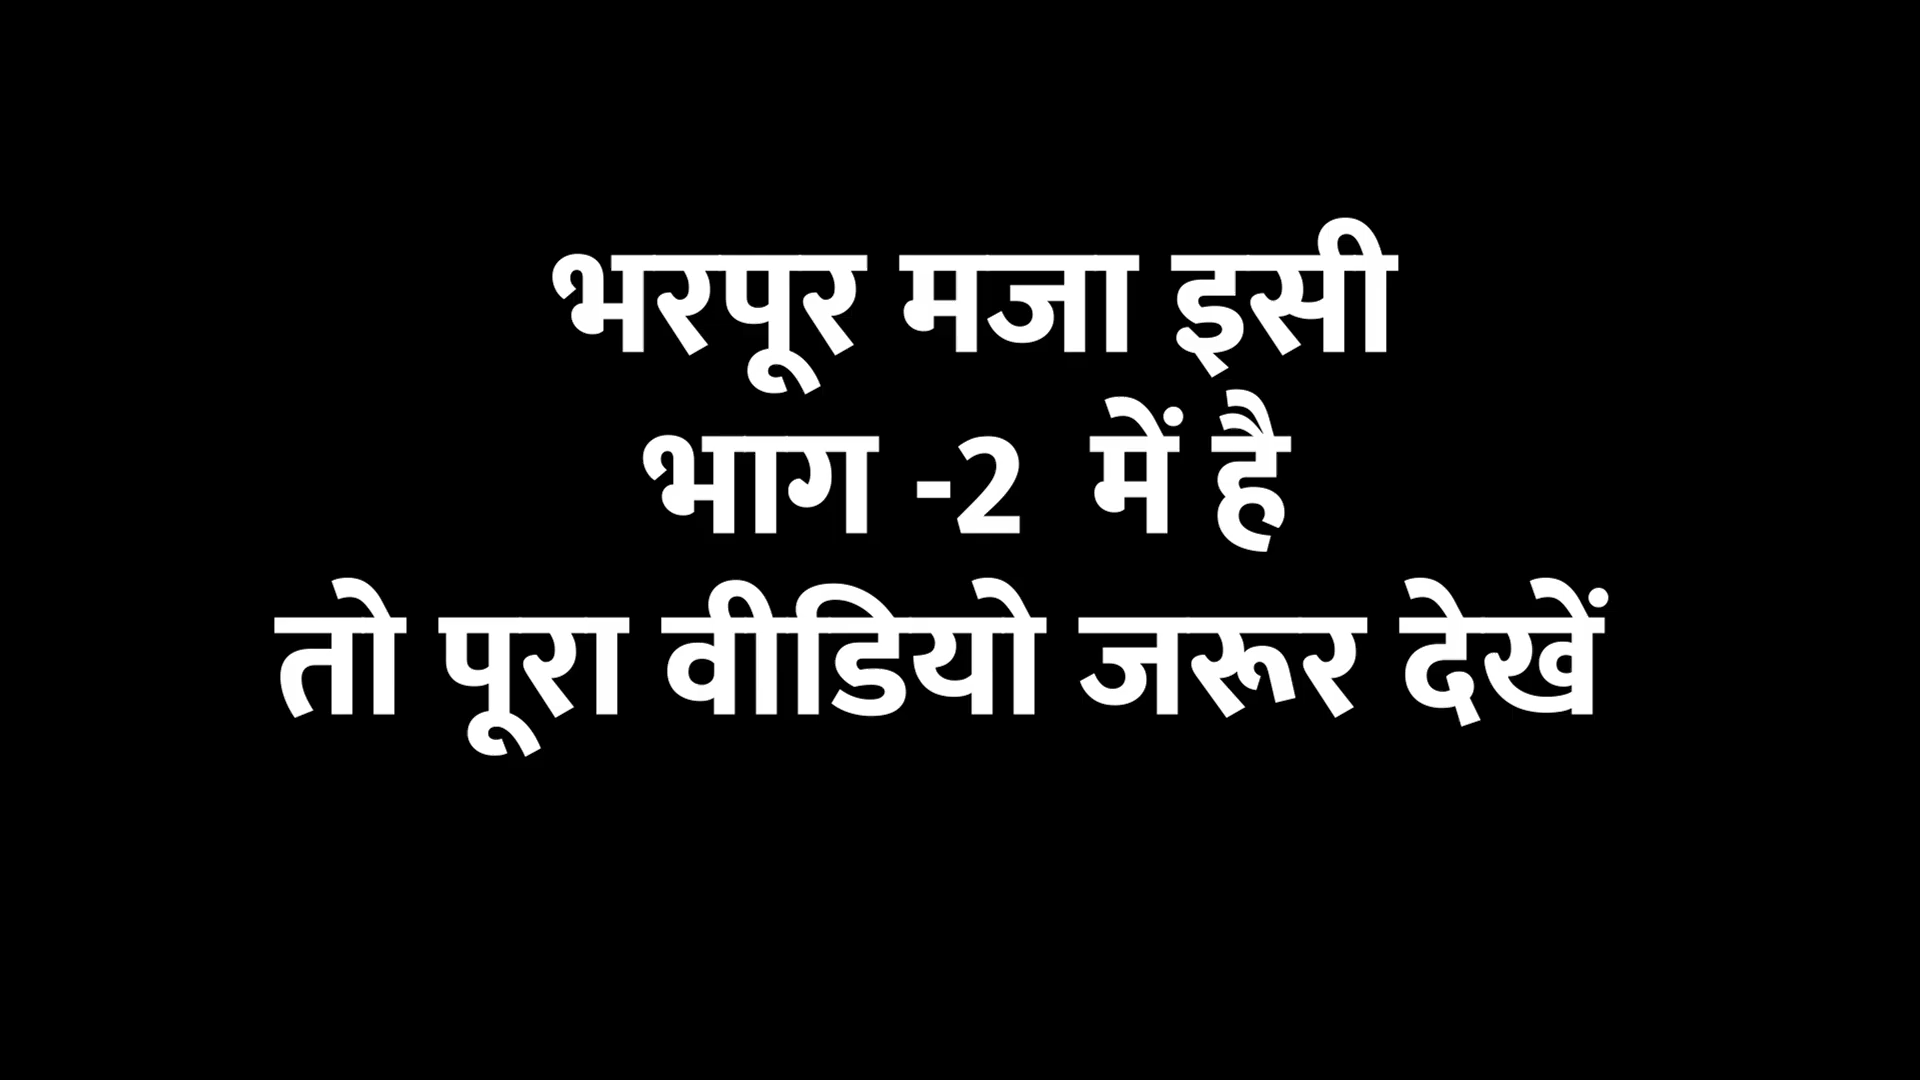 भरपूर मजा इसी
भाग -2 में है
तो पूरा वीडियो जरूर देखें